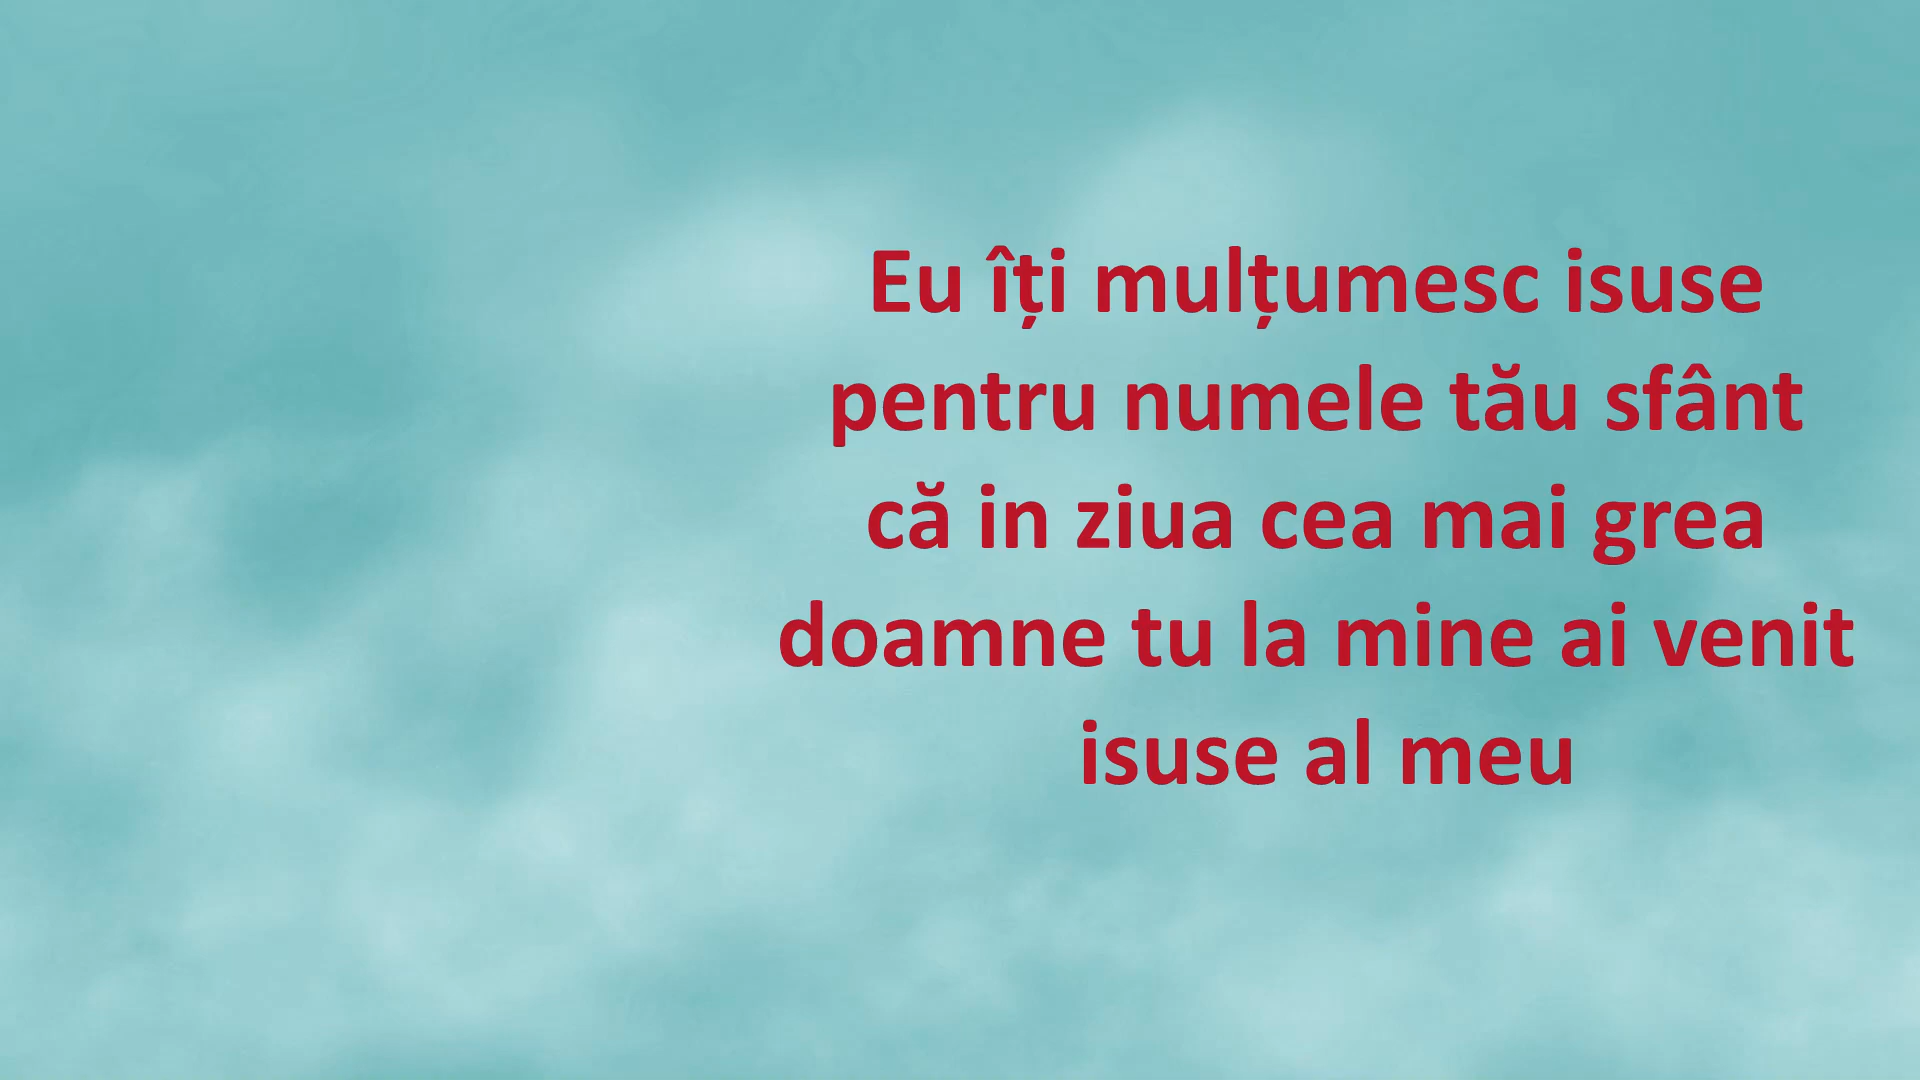 Eu îți mulțumesc isuse
pentru numele tău sfânt
că in ziua cea mai grea
doamne tu la mine ai venit
isuse al meu